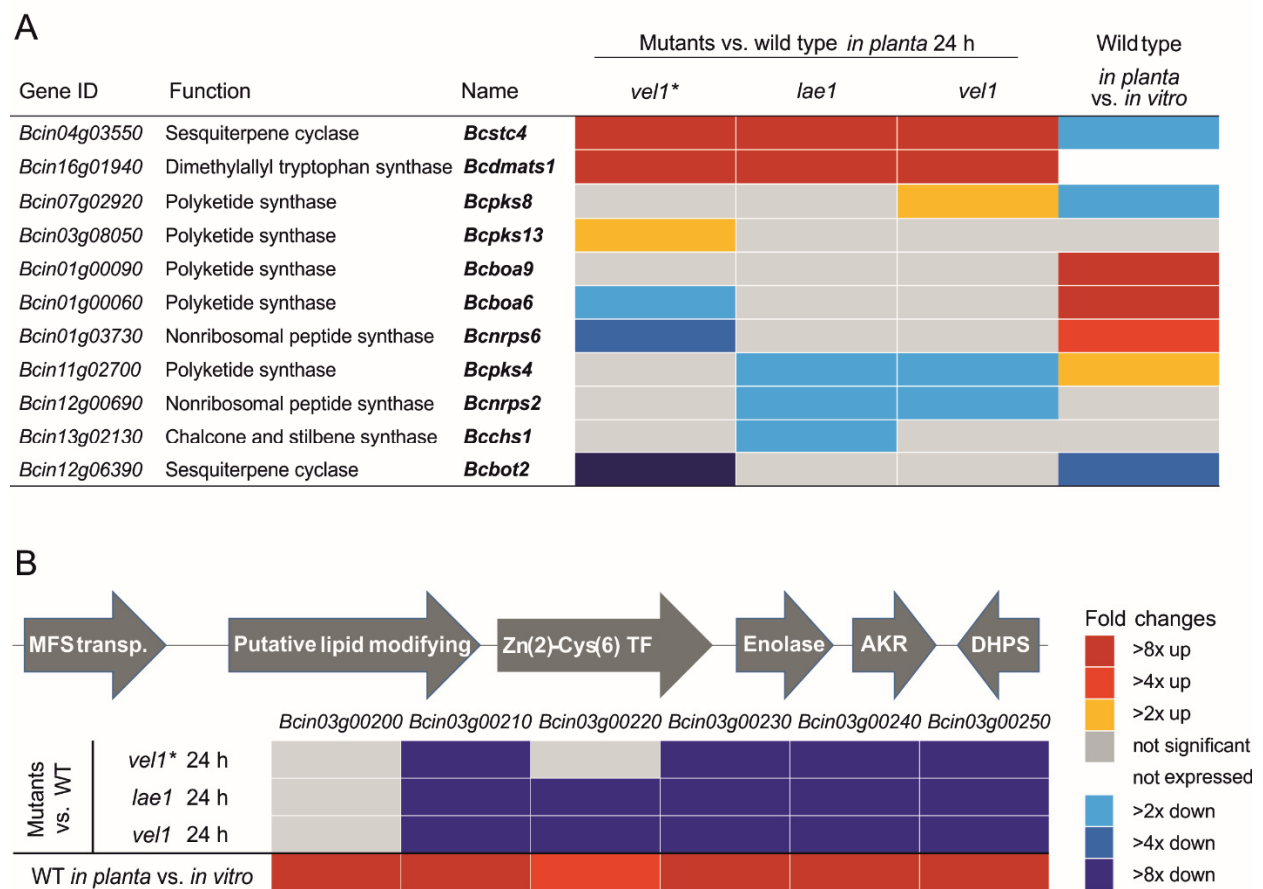 A
Mutants vs. wild type in planta 24 h
Wild type
Gene ID Function Name vel1* lae1 vel1 in planta
vs. in vitro
Bcin04g03550 Sesquiterpene cyclase Bcstc4
Bcin16g01940 Dimethylallyl tryptophan synthase Bcdmats1
Bcin07g02920 Polyketide synthase Bcpks8
Bcin03g08050 Polyketide synthase Bcpks13
Bcin01g00090 Polyketide synthase Bcboa9
Bcin01g00060 Polyketide synthase Bcboa6
Bcin01g03730 Nonribosomal peptide synthase Bcnrps6
Bcin11g02700 Polyketide synthase Bcpks4
Bcin12g00690 Nonribosomal peptide synthase Bcnrps2
Bcin13g02130 Chalcone and stilbene synthase Bcchs1
Bcin12g06390 Sesquiterpene cyclase Bcbot2
B
MFS transp. Putative lipid modifying Zn(2)-Cys(6) TF Enolase AKR DHPS
Bcin03g00200 Bcin03g00210 Bcin03g00220 Bcin03g00230 Bcin03g00240 Bcin03g00250
Mutants
vs. WT
vel1* 24 h
lae1 24 h
vel1 24 h
WT in planta vs. in vitro
Fold changes
>8x up
>4x up
>2x up
not significant
not expressed
>2x down
>4x down
>8x down